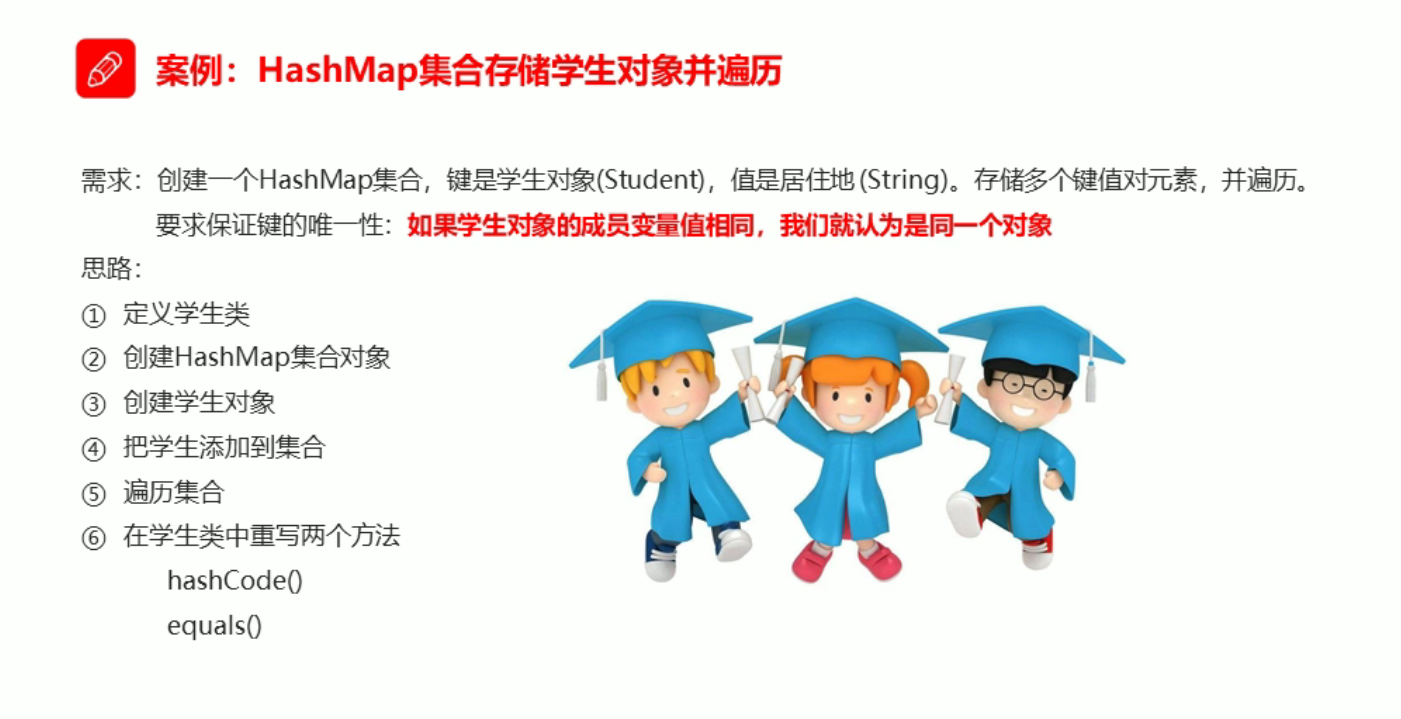 案例：HashMap集合存储学生对象并遍历
需求：创建一个HashMap集合，键是学生对象(Student)，值是居住地 (String)。存储多个键值对元素，并遍历。
要求保证键的唯一性：如果学生对象的成员变量值相同，我们就认为是同一个对象
思路：
① 定义学生类
② 创建HashMap集合对象
③ 创建学生对象
④ 把学生添加到集合
⑤ 遍历集合
⑥ 在学生类中重写两个方法
hashCode()
equals()